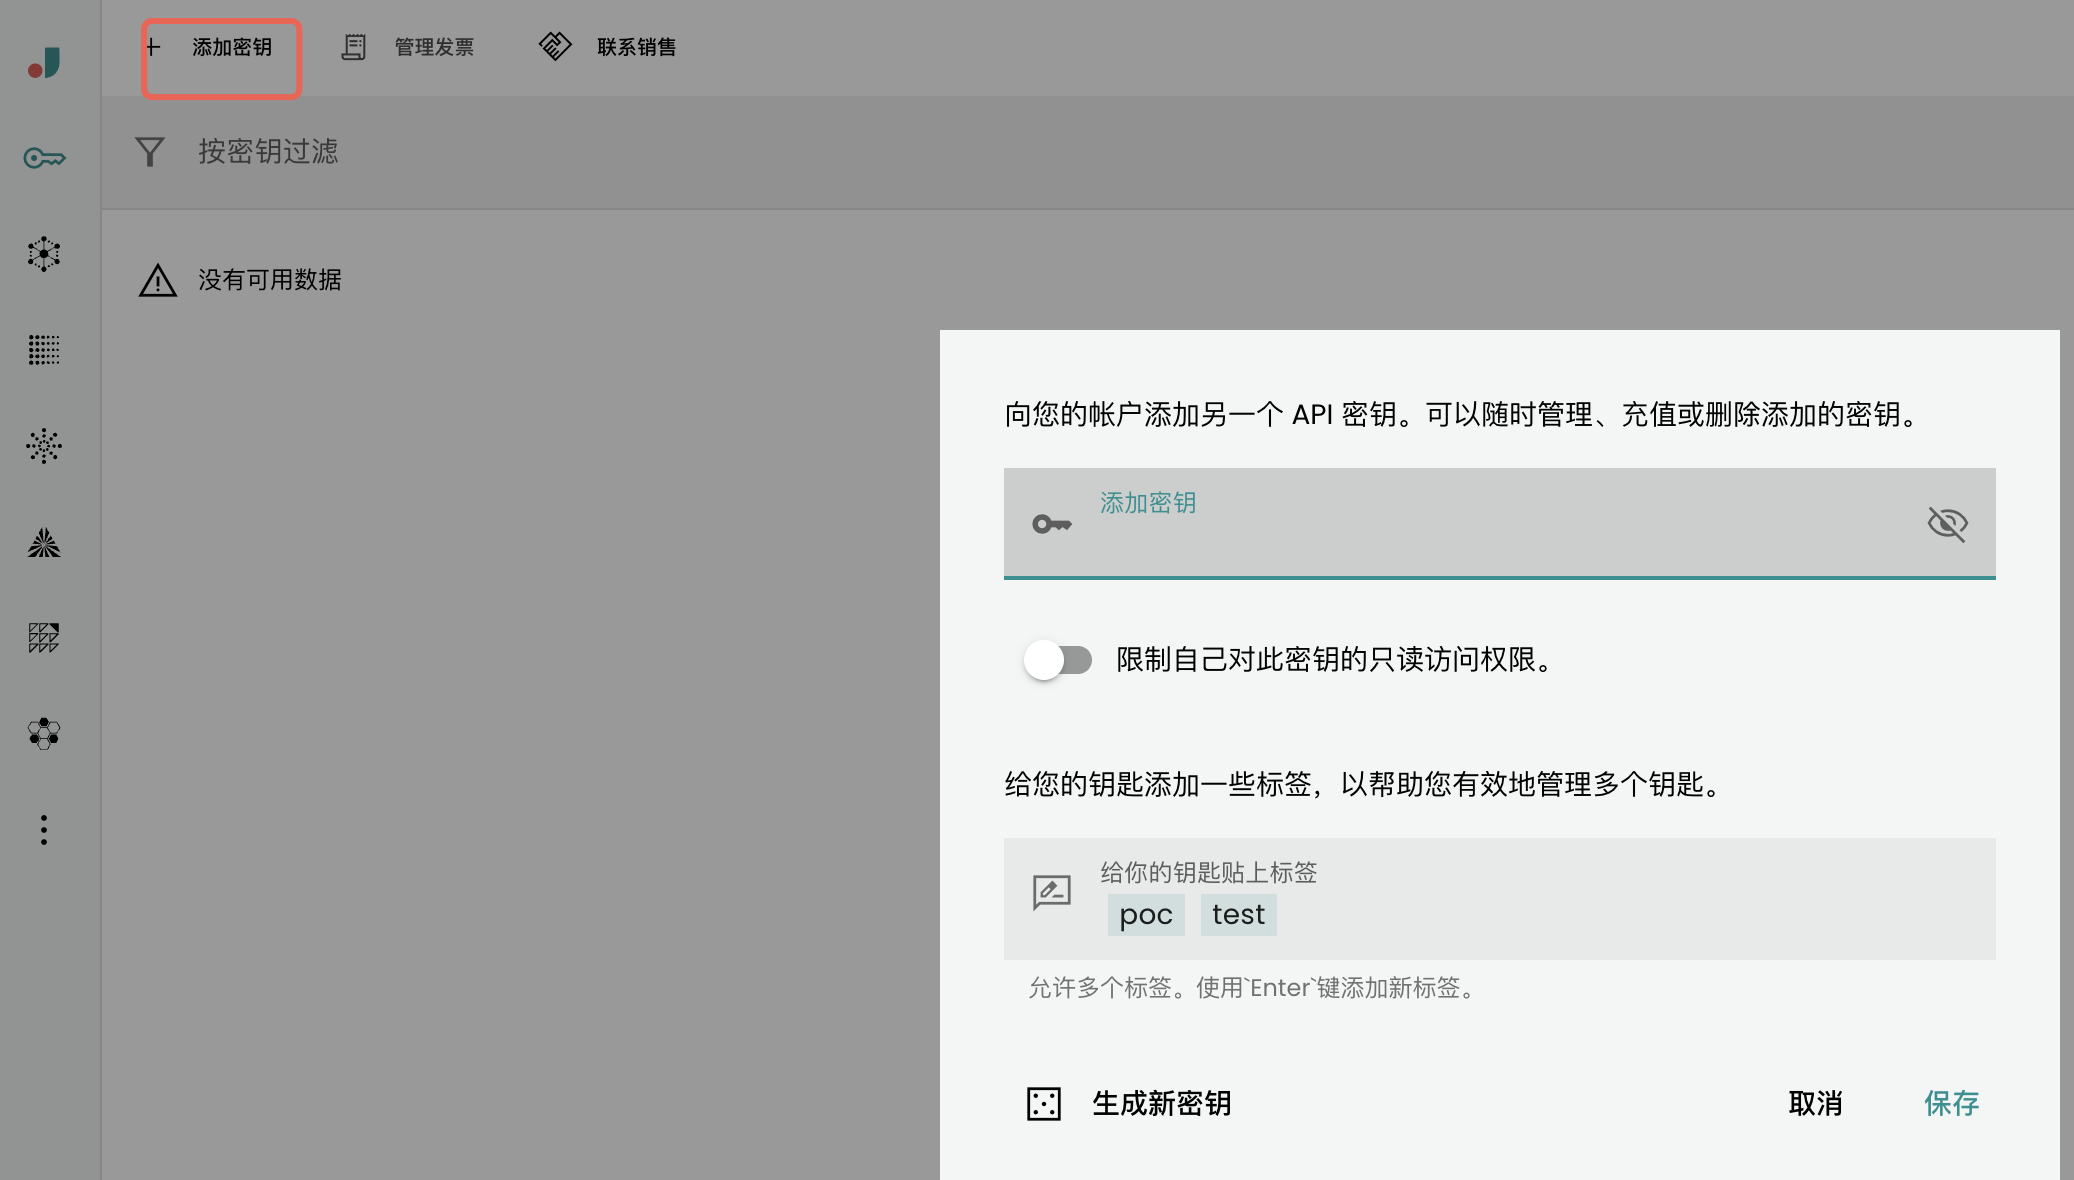 添加密钥
管理发票
联系销售
按密钥过滤
没有可用数据
向您的帐户添加另一个 API 密钥。可以随时管理、充值或删除添加的密钥。
添加密钥
限制自己对此密钥的只读访问权限。
给您的钥匙添加一些标签，以帮助您有效地管理多个钥匙。
给你的钥匙贴上标签
poc test
允许多个标签。使用`Enter`键添加新标签。
生成新密钥
取消
保存